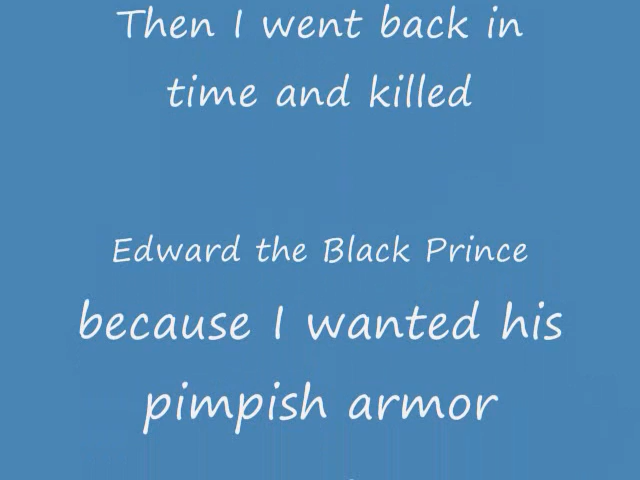 Then I went back in
time and killed
Edward the Black Prince
because I wanted his
pimpish armor